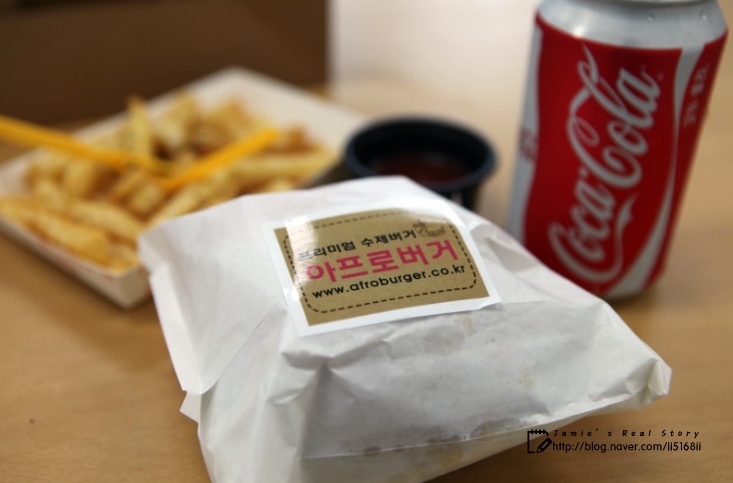 프리미엄 수제버거
아프로버거
www.afroburger.co.kr
Coca-Cola
Jamie's Real Story
http://blog.naver.com/li5168li